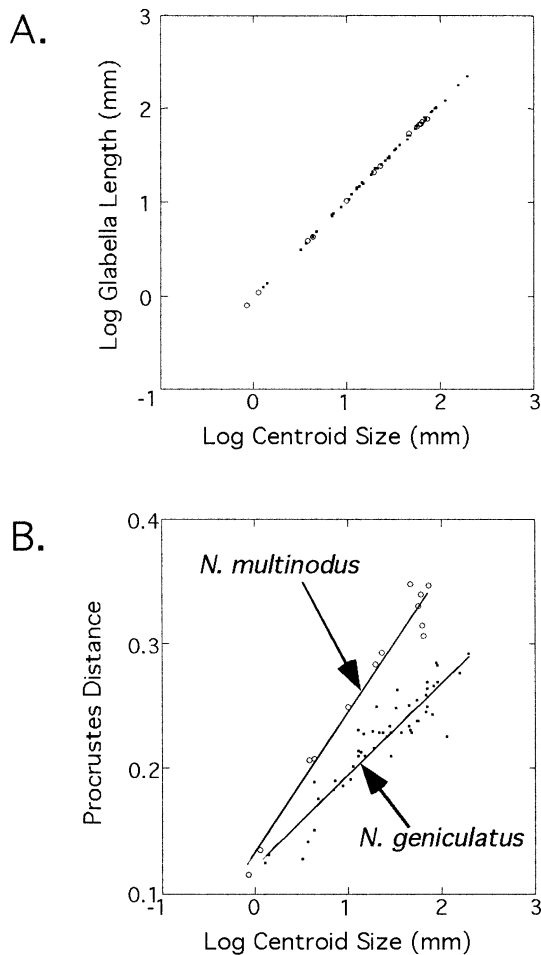 A.
Log Glabella Length (mm)
3
2
1
0
-1
0
1
2
3
Log Centroid Size (mm)
B.
Procrustes Distance
0.4
0.3
0.2
0.1
N. multinodus
N. geniculatus
-1
0
1
2
3
Log Centroid Size (mm)